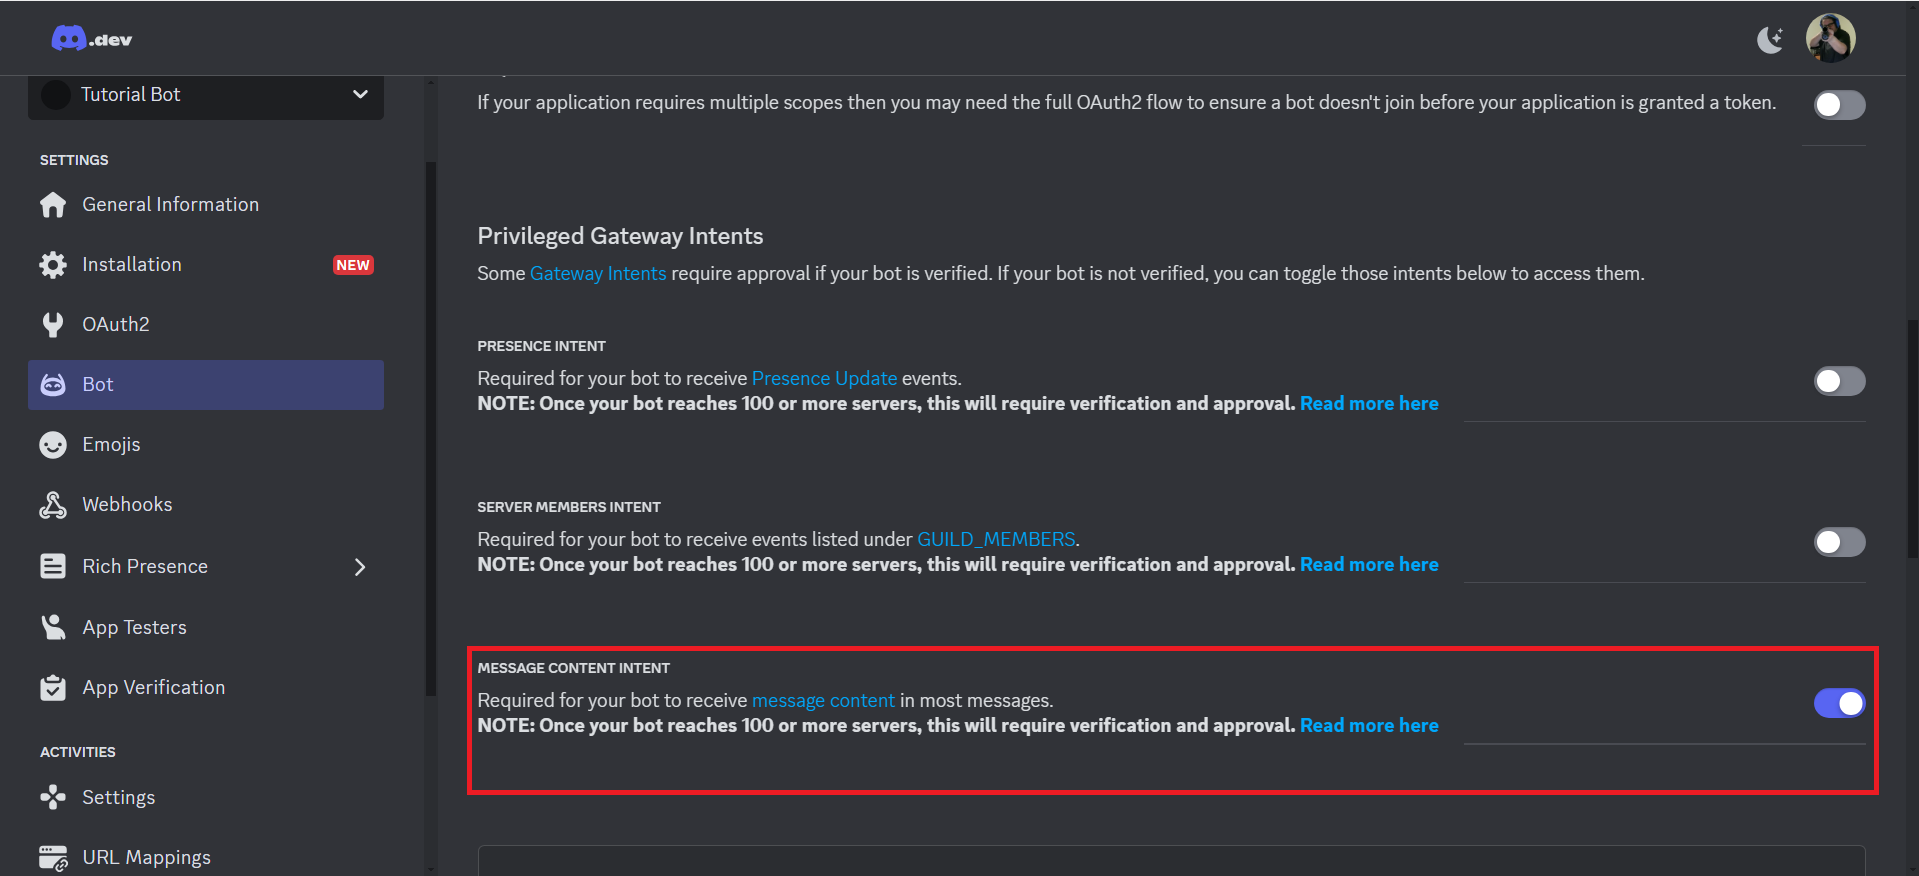 .dev
Tutorial Bot
SETTINGS
General Information
Installation
NEW
OAuth2
Bot
Emojis
Webhooks
Rich Presence
App Testers
App Verification
ACTIVITIES
Settings
URL Mappings
If your application requires multiple scopes then you may need the full OAuth2 flow to ensure a bot doesn't join before your application is granted a token.
Privileged Gateway Intents
Some Gateway Intents require approval if your bot is verified. If your bot is not verified, you can toggle those intents below to access them.
PRESENCE INTENT
Required for your bot to receive Presence Update events.
NOTE: Once your bot reaches 100 or more servers, this will require verification and approval. Read more here
SERVER MEMBERS INTENT
Required for your bot to receive events listed under GUILD_MEMBERS.
NOTE: Once your bot reaches 100 or more servers, this will require verification and approval. Read more here
MESSAGE CONTENT INTENT
Required for your bot to receive message content in most messages.
NOTE: Once your bot reaches 100 or more servers, this will require verification and approval. Read more here